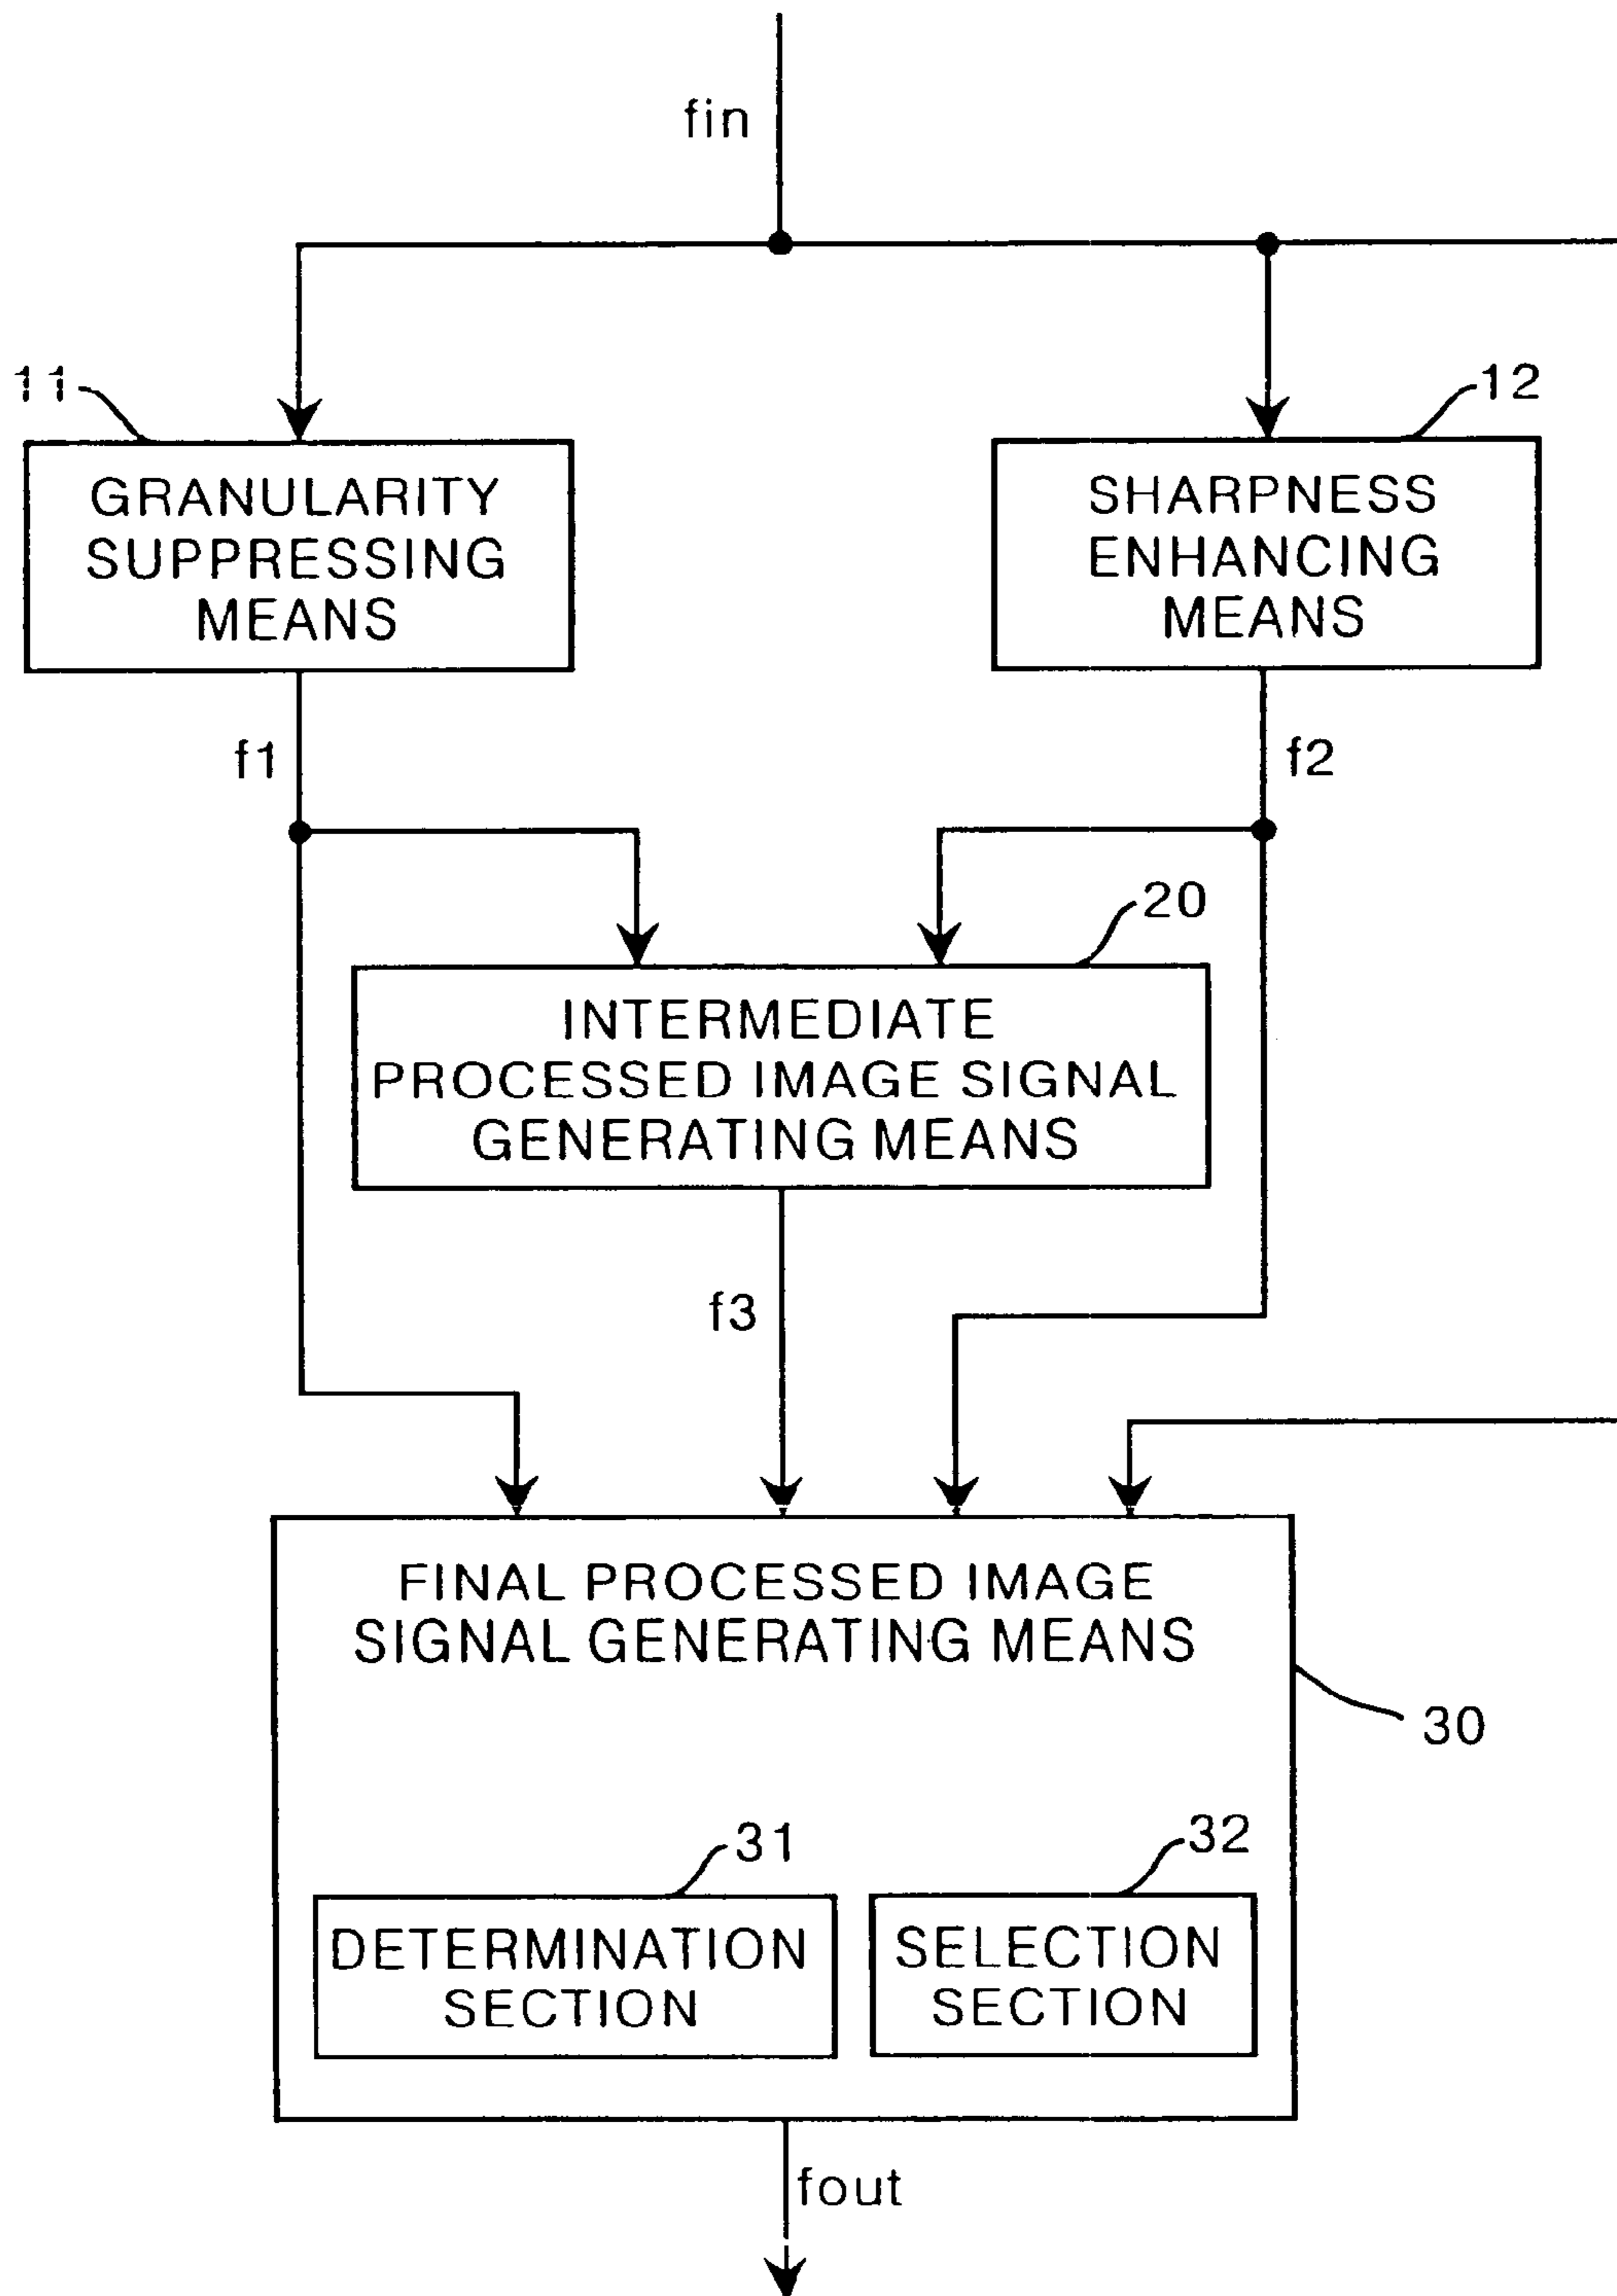 fin
11
12
GRANULARITY
SUPPRESSING
MEANS
SHARPNESS
ENHANCING
MEANS
f1
f2
20
INTERMEDIATE
PROCESSED IMAGE SIGNAL
GENERATING MEANS
f3
FINAL PROCESSED IMAGE
SIGNAL GENERATING MEANS
30
31
32
DETERMINATION
SECTION
SELECTION
SECTION
fout